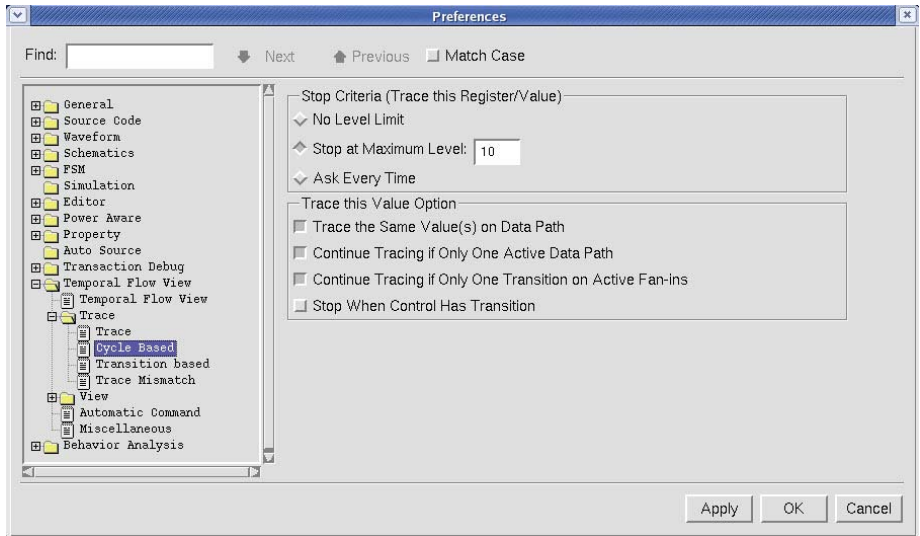 Preferences
Find: Next Previous Match Case
General
Source Code
Waveform
Schematics
FSM
Simulation
Editor
Power Aware
Property
Auto Source
Transaction Debug
Temporal Flow View
Temporal Flow View
Trace
Trace
Cycle Based
Transition based
Trace Mismatch
View
Automatic Command
Miscellaneous
Behavior Analysis
Stop Criteria (Trace this Register/Value)
No Level Limit
Stop at Maximum Level: 10
Ask Every Time
Trace this Value Option
Trace the Same Value(s) on Data Path
Continue Tracing if Only One Active Data Path
Continue Tracing if Only One Transition on Active Fan-ins
Stop When Control Has Transition
Apply OK Cancel